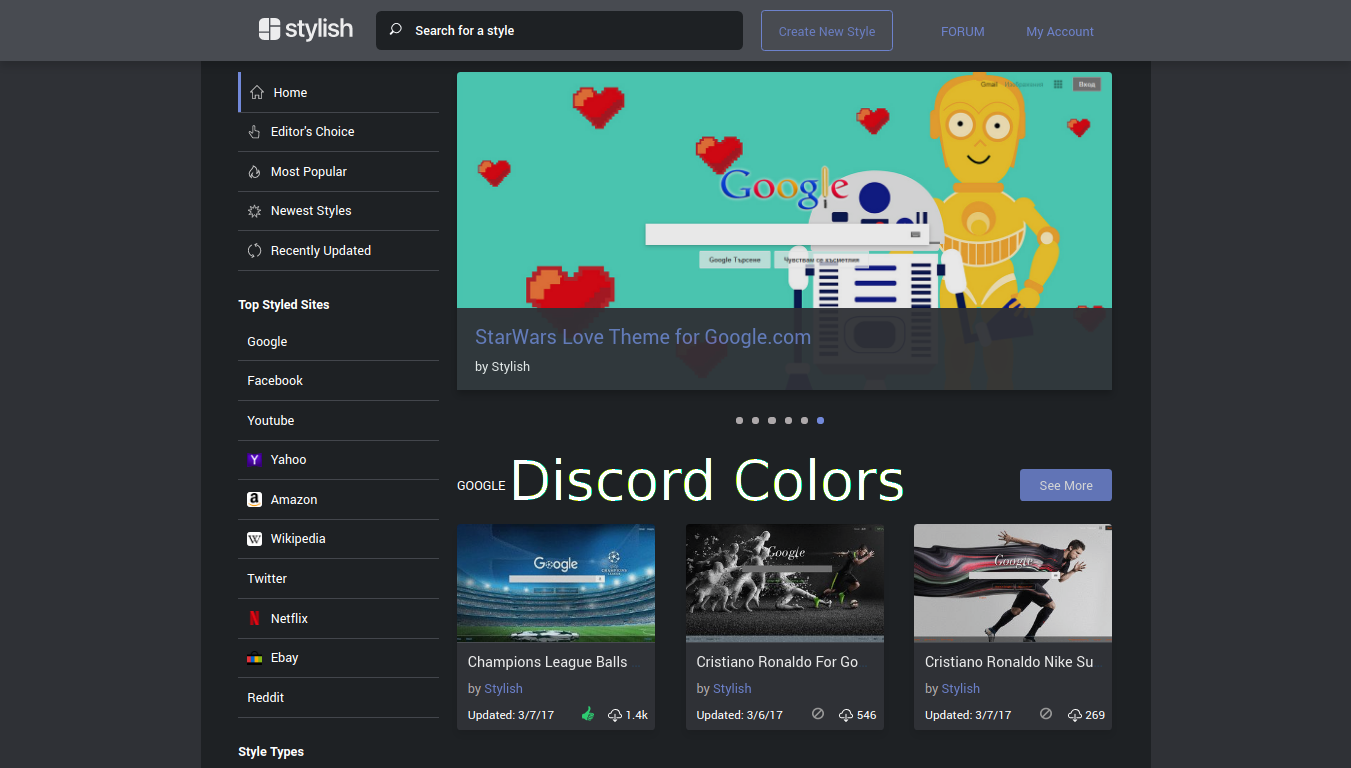 stylish
Search for a style
Create New Style
FORUM
My Account
Home
Editor's Choice
Most Popular
Newest Styles
Recently Updated
Top Styled Sites
Google
Facebook
Youtube
Yahoo
Amazon
Wikipedia
Twitter
Netflix
Ebay
Reddit
Style Types
Gmail
Вход
Google
Google Търсене
Чувствам се късметлия
StarWars Love Theme for Google.com
by Stylish
GOOGLE
Discord Colors
See More
Google
Champions League Balls
by Stylish
Updated: 3/7/17
1.4k
Google
Cristiano Ronaldo For Go
by Stylish
Updated: 3/6/17
546
Google
Cristiano Ronaldo Nike Su
by Stylish
Updated: 3/7/17
269